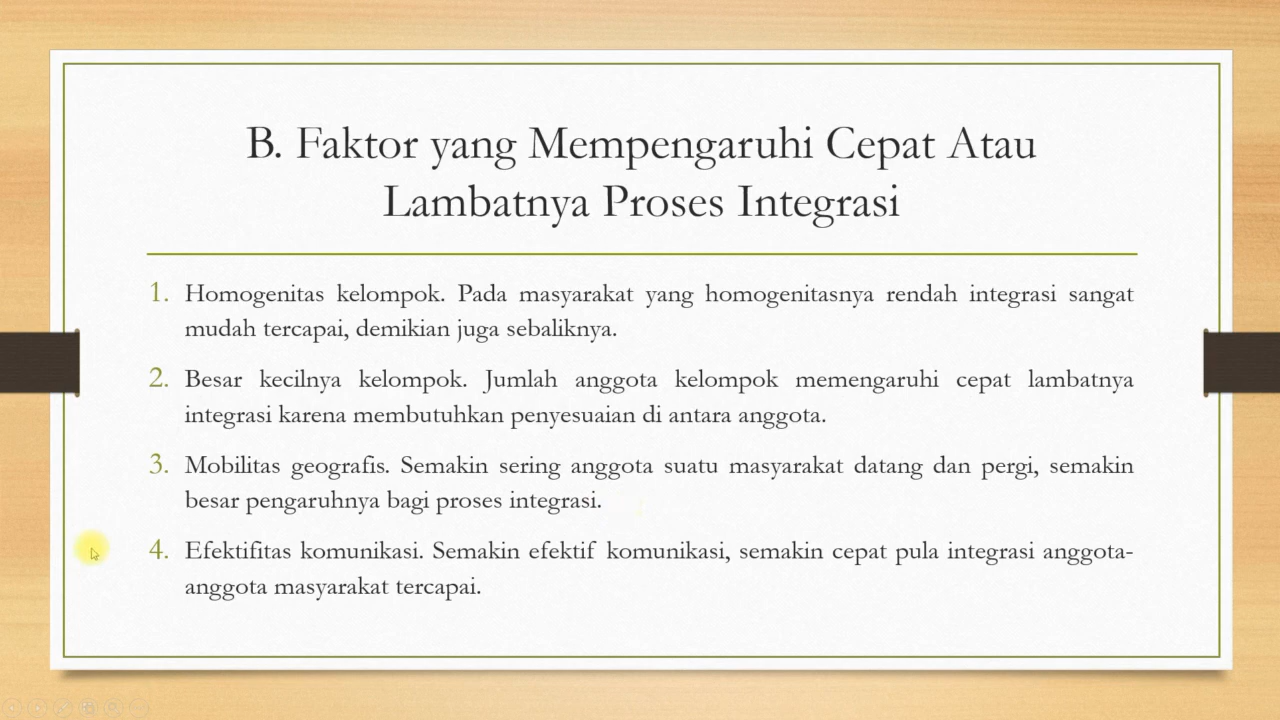 B. Faktor yang Mempengaruhi Cepat Atau
Lambatnya Proses Integrasi
1. Homogenitas kelompok. Pada masyarakat yang homogenitasnya rendah integrasi sangat
mudah tercapai, demikian juga sebaliknya.
2. Besar kecilnya kelompok. Jumlah anggota kelompok memengaruhi cepat lambatnya
integrasi karena membutuhkan penyesuaian di antara anggota.
3. Mobilitas geografis. Semakin sering anggota suatu masyarakat datang dan pergi, semakin
besar pengaruhnya bagi proses integrasi.
4. Efektifitas komunikasi. Semakin efektif komunikasi, semakin cepat pula integrasi anggota-
anggota masyarakat tercapai.